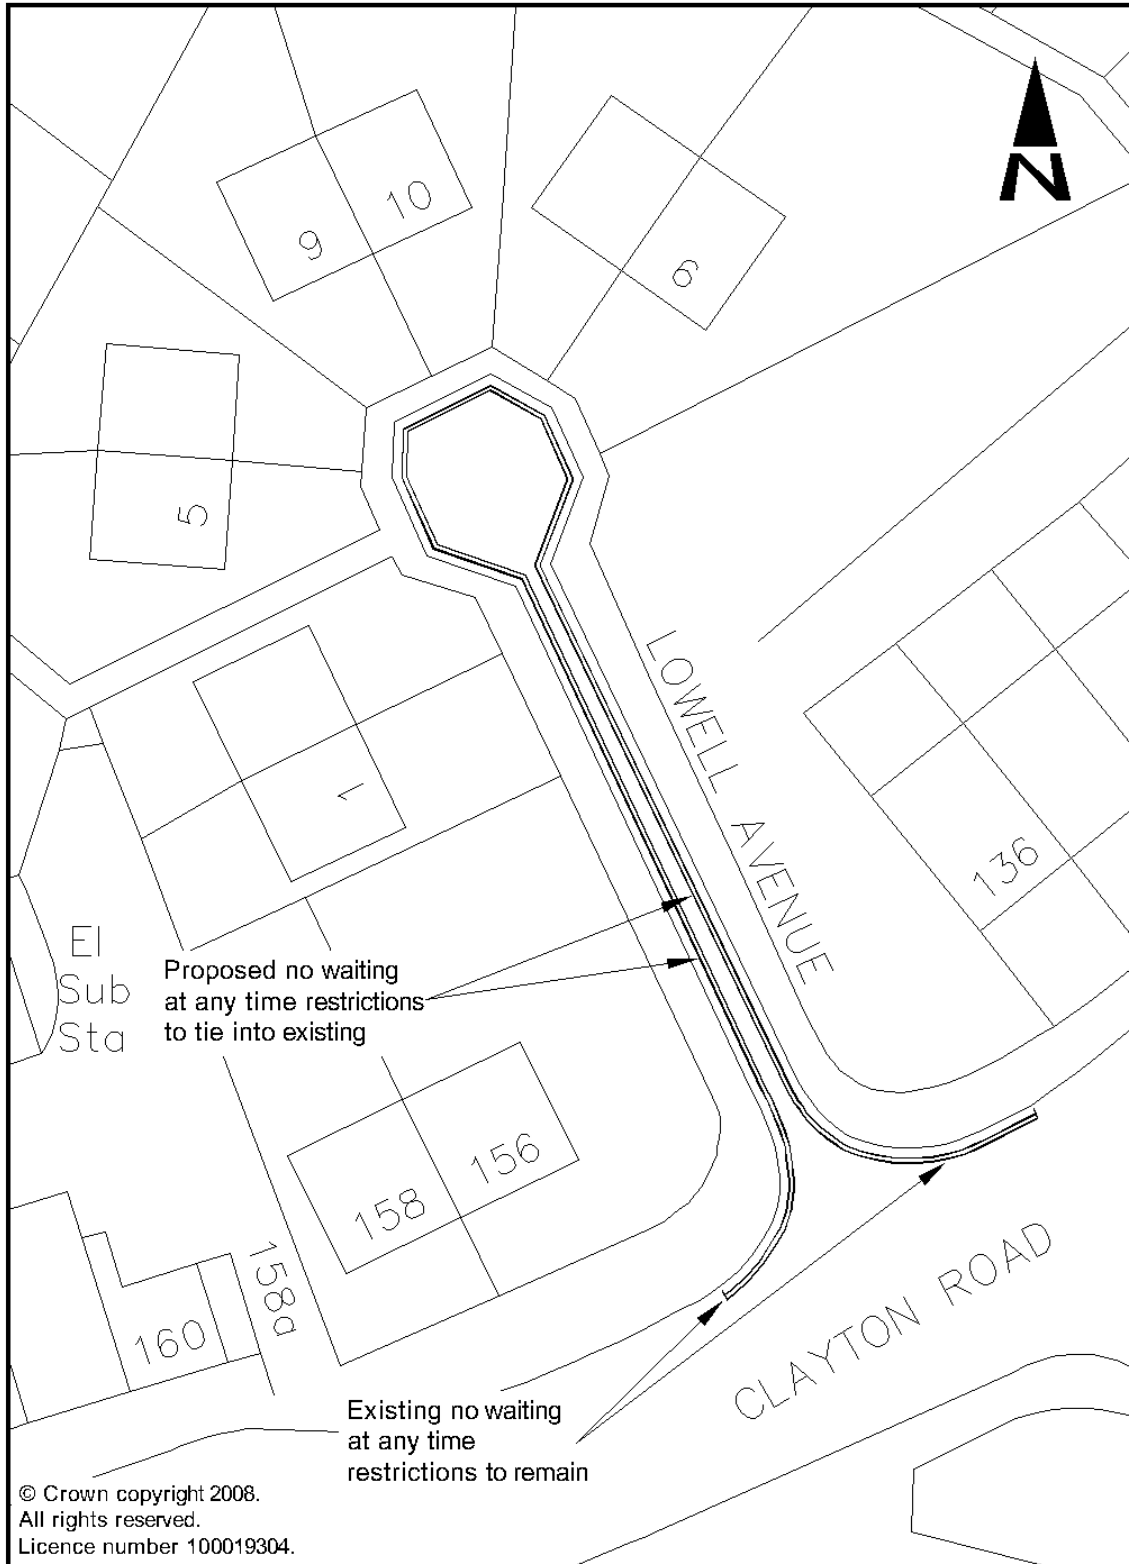 N
10
9
6
5
LOWELL AVENUE
1
136
El
Sub
Sta
Proposed no waiting
at any time restrictions
to tie into existing
156
158
158a
160
CLAYTON ROAD
Existing no waiting
at any time
restrictions to remain
© Crown copyright 2008.
All rights reserved.
Licence number 100019304.